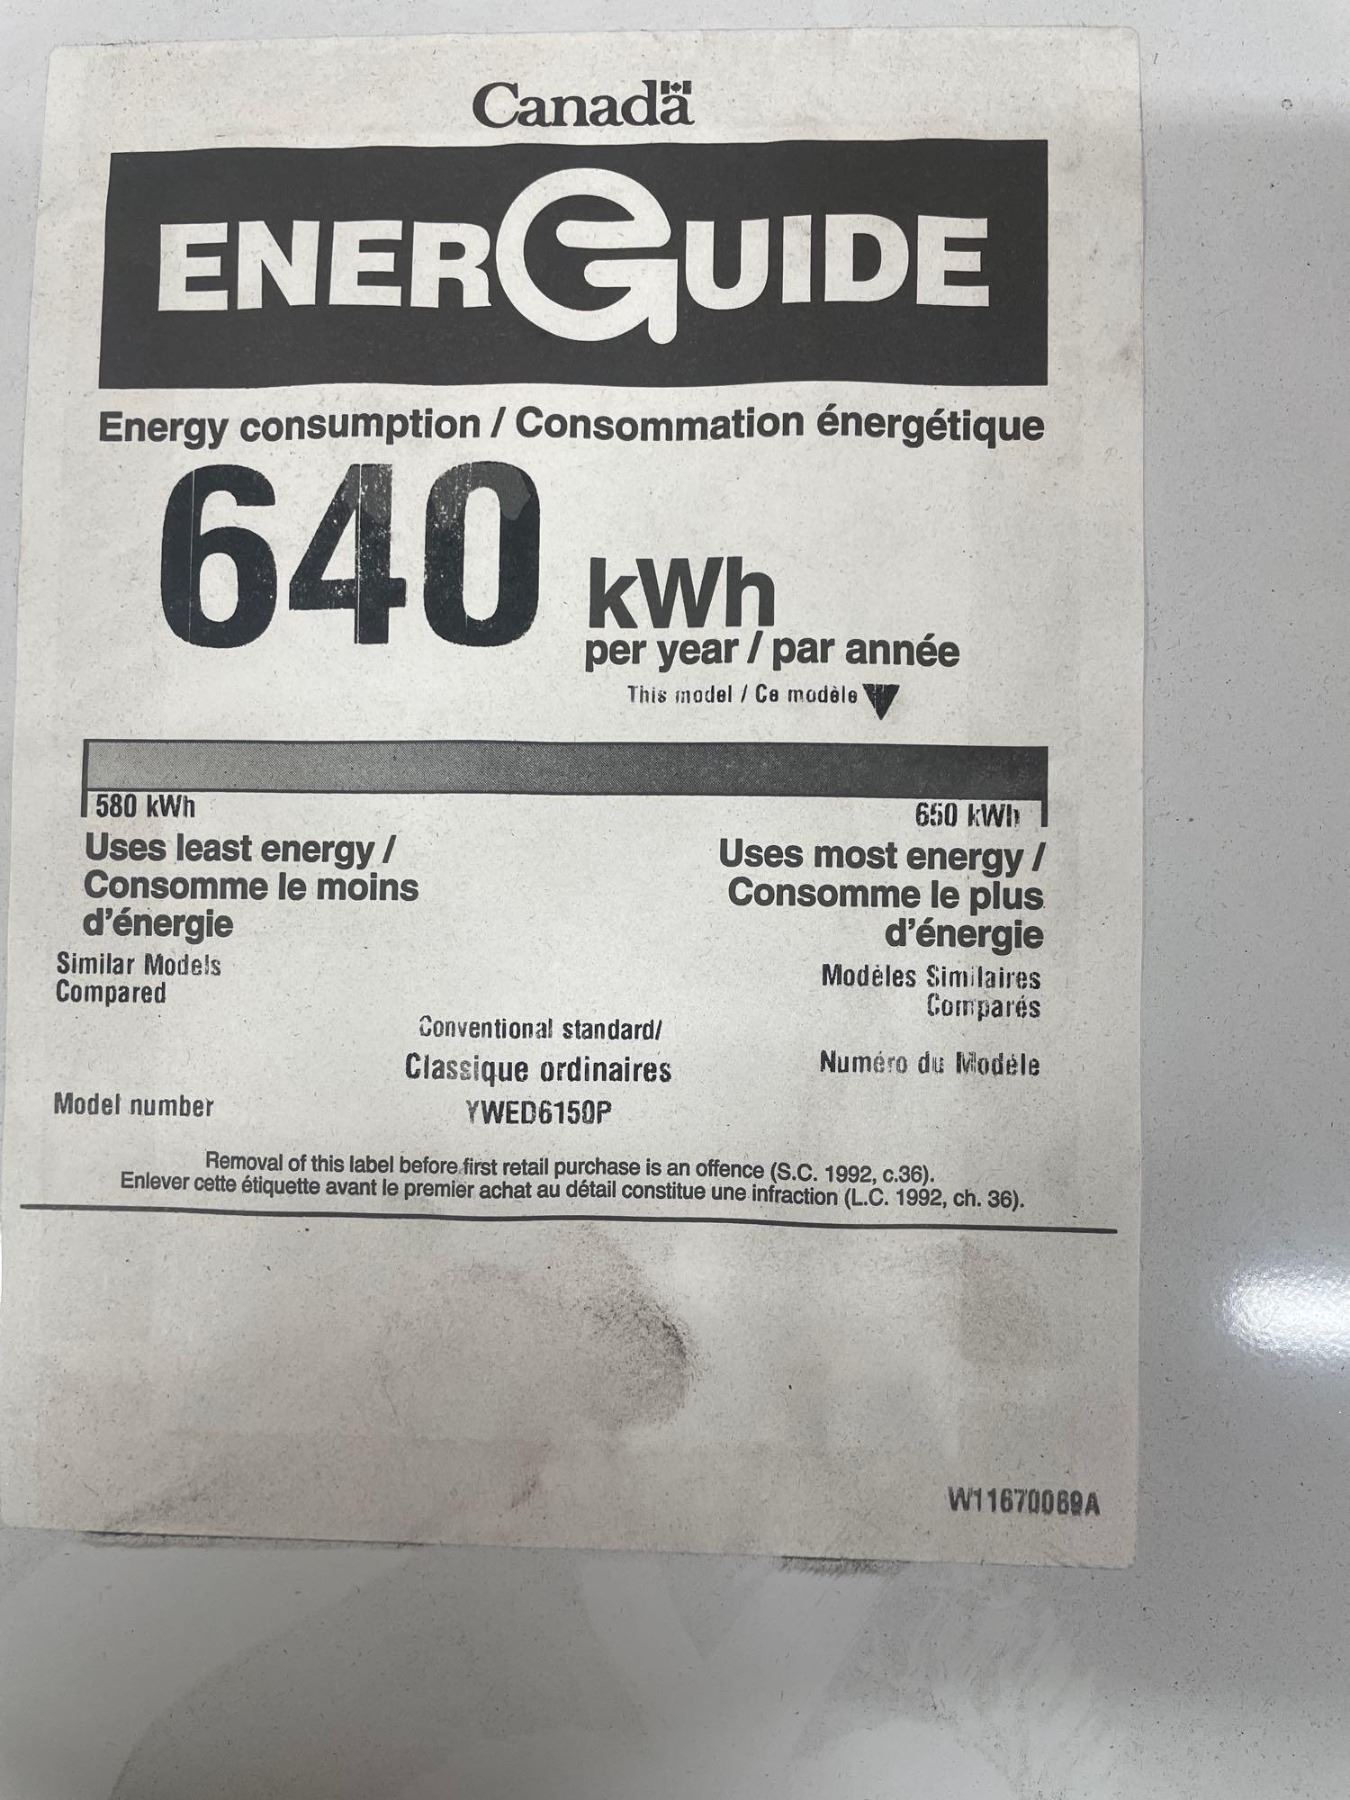 Canada
ENERGUIDE
Energy consumption / Consommation énergétique
640 kWh
per year / par année
This model / Ce modèle
580 kWh 650 kWh
Uses least energy / Uses most energy /
Consomme le moins Consomme le plus
d'énergie d'énergie
Similar Models Modèles Similaires
Compared Comparés
Conventional standard/
Classique ordinaires Numéro du Modèle
Model number YWED6150P
Removal of this label before first retail purchase is an offence (S.C. 1992, c.36).
Enlever cette étiquette avant le premier achat au détail constitue une infraction (L.C. 1992, ch. 36).
W11670069A